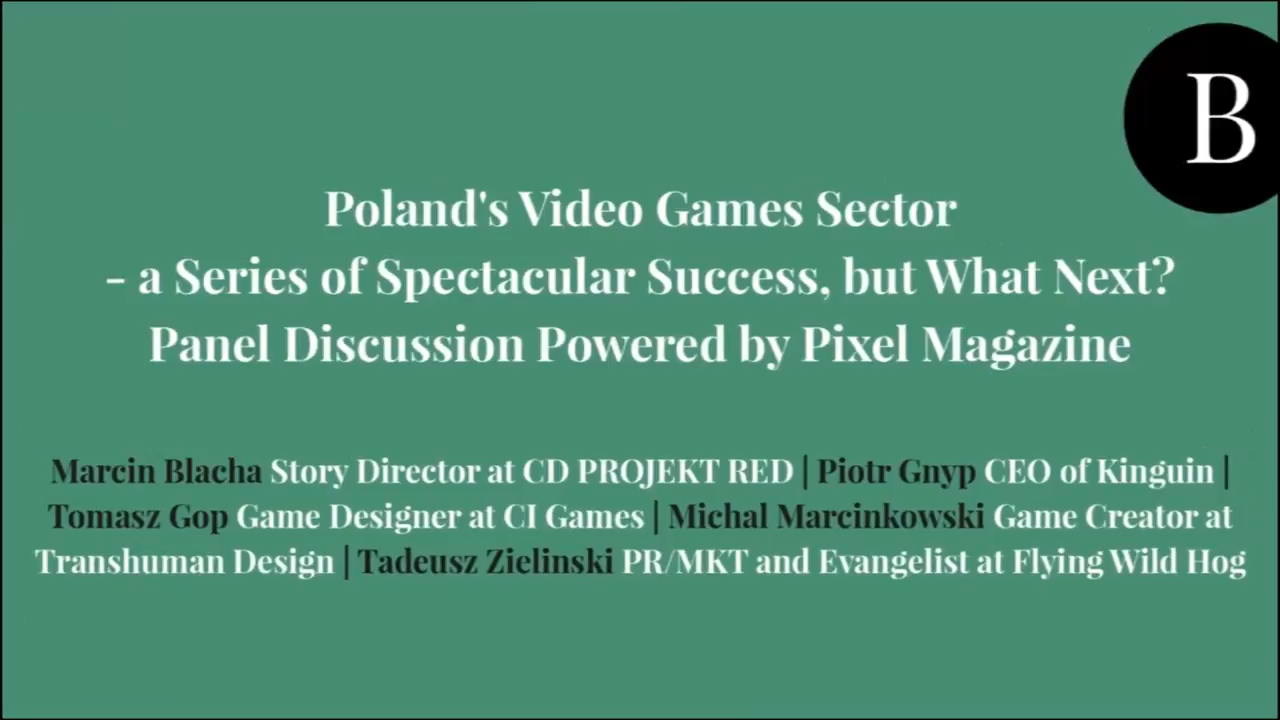 B
Poland's Video Games Sector
- a Series of Spectacular Success, but What Next?
Panel Discussion Powered by Pixel Magazine
Marcin Blacha Story Director at CD PROJEKT RED | Piotr Gnyp CEO of Kinguin |
Tomasz Gop Game Designer at CI Games | Michal Marcinkowski Game Creator at
Transhuman Design | Tadeusz Zielinski PR/MKT and Evangelist at Flying Wild Hog